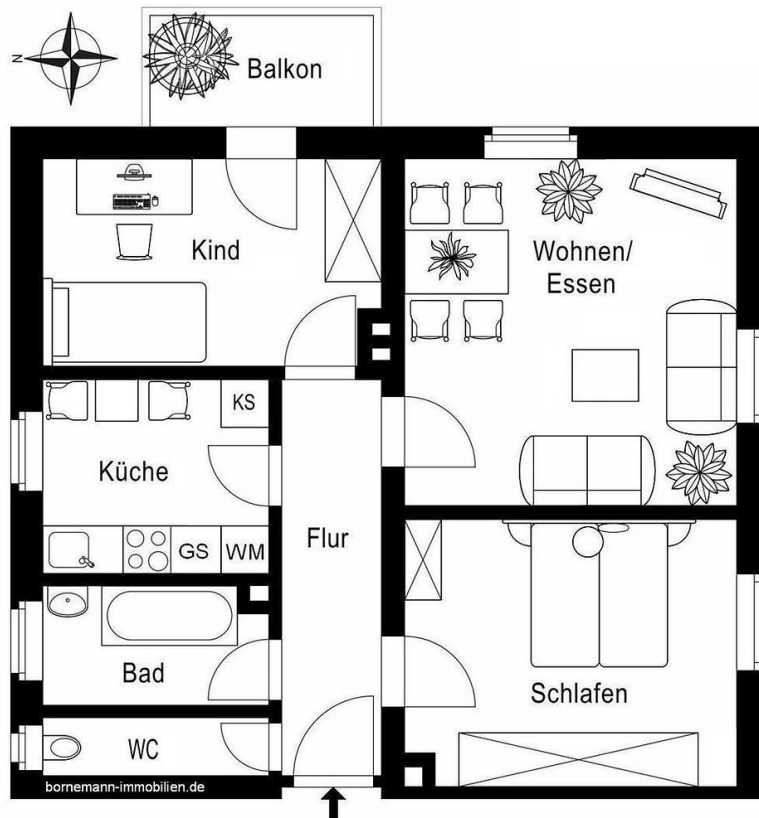 N
Balkon
Kind
Wohnen/
Essen
KS
Küche
GS
WM
Flur
Bad
Schlafen
WC
bornemann-immobilien.de